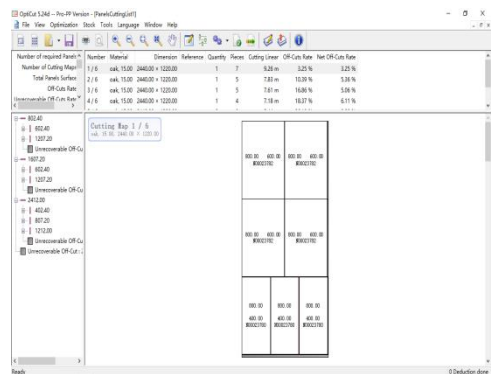 OptiCut 5.24d -- Pro-PP Version - [PanelsCuttingList1]
File View Optimization Stock Tools Language Window Help
Number of required Panels
Number of Cutting Maps
Total Panels Surface
Off-Cuts Rate
Unrecoverable Off-Cuts Rate
Number Material Dimension Reference Quantity Pieces Cutting Linear Off-Cuts Rate Net Off-Cuts Rate
1 / 6 oak, 15.00 2440.00 × 1220.00 1 7 9.26 m 3.25 % 3.25 %
2 / 6 oak, 15.00 2440.00 × 1220.00 1 5 7.83 m 10.39 % 5.36 %
3 / 6 oak, 15.00 2440.00 × 1220.00 1 5 7.61 m 16.86 % 5.06 %
4 / 6 oak, 15.00 2440.00 × 1220.00 1 4 7.18 m 18.37 % 6.11 %
802.40
602.40
1207.20
Unrecoverable Off-Cu
1607.20
602.40
1207.20
Unrecoverable Off-Cu
2412.00
402.40
807.20
1212.00
Unrecoverable Off-Cu
Unrecoverable Off-Cut: 2
Cutting Map 1 / 6
oak, 15.00, 2440.00 × 1220.00
800.00 600.00 800.00 600.00
800.00 600.00 800.00 600.00
800.00 800.00 800.00
400.00 400.00 400.00
Ready
0 Deduction done